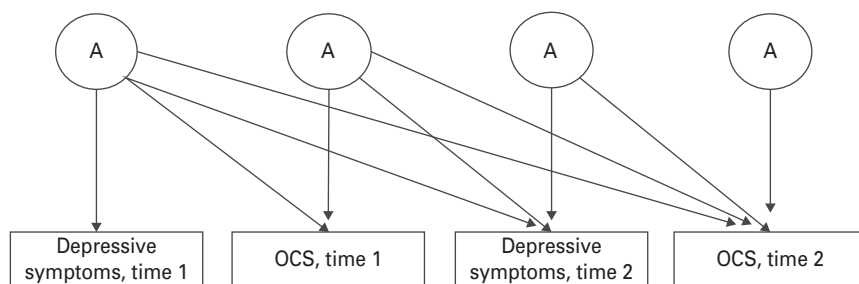 A
A
A
A
Depressive
symptoms, time 1
OCS, time 1
Depressive
symptoms, time 2
OCS, time 2